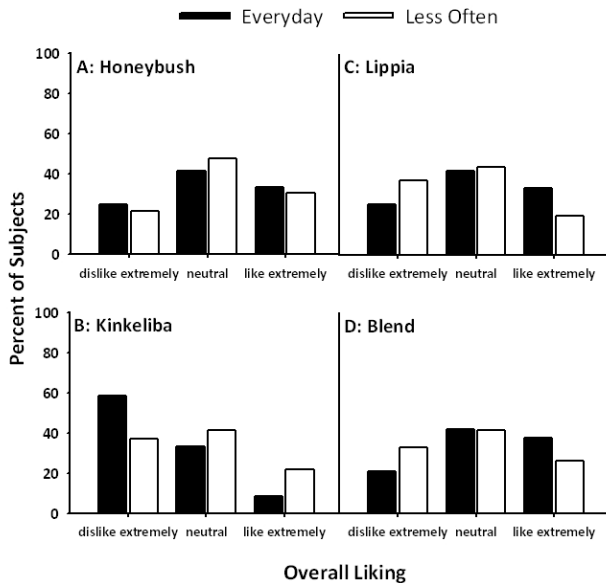 Everyday Less Often
A: Honeybush
C: Lippia
100
80
60
40
20
0
dislike extremely neutral like extremely
dislike extremely neutral like extremely
Percent of Subjects
B: Kinkeliba
D: Blend
100
80
60
40
20
0
dislike extremely neutral like extremely
dislike extremely neutral like extremely
Overall Liking